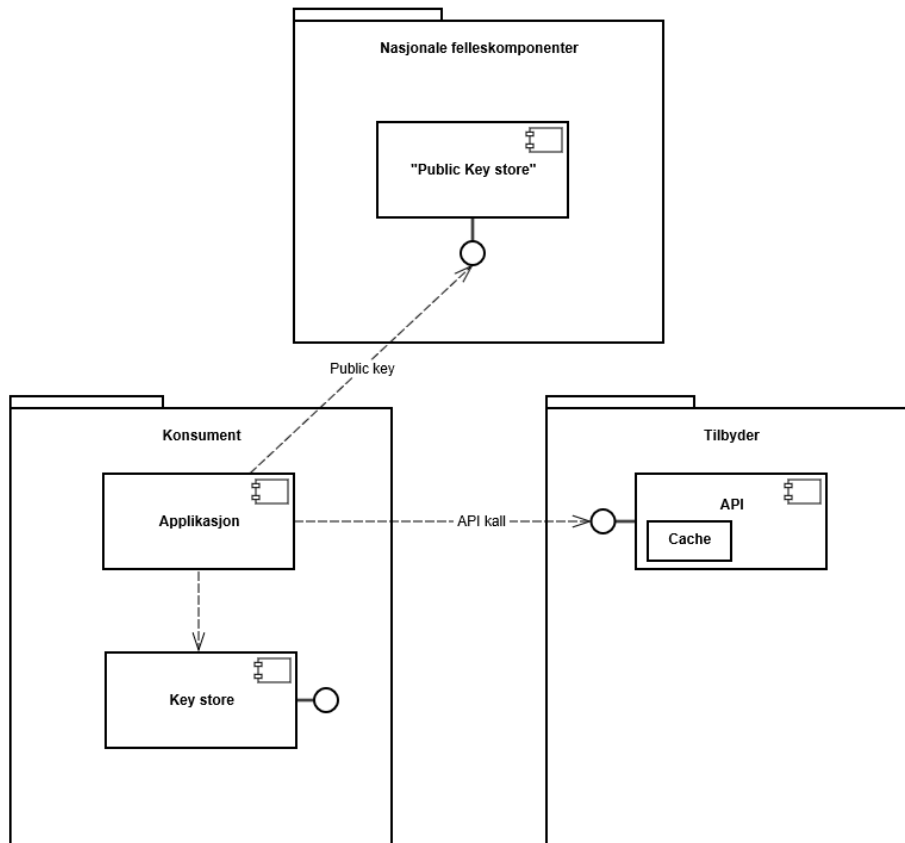 Nasjonale felleskomponenter
"Public Key store"
Public key
Konsument
Tilbyder
Applikasjon
API kall
API
Cache
Key store